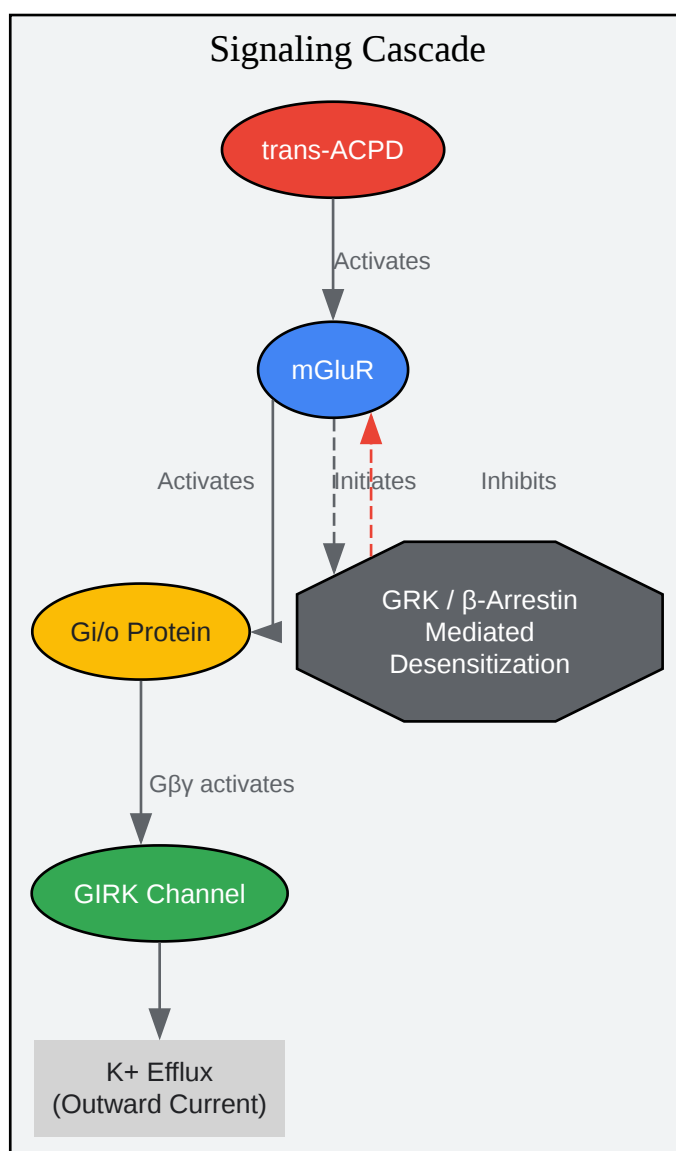 Signaling Cascade
trans-ACPD
Activates
mGluR
Activates
Initiates
Inhibits
GRK / β-Arrestin
Mediated
Desensitization
Gi/o Protein
Gβγ activates
GIRK Channel
K+ Efflux
(Outward Current)